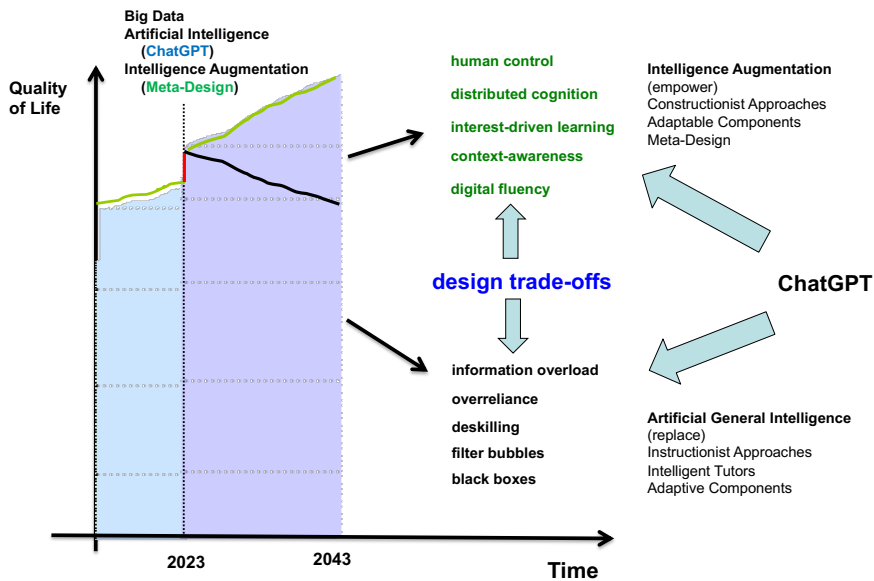 Big Data
Artificial Intelligence
(ChatGPT)
Intelligence Augmentation
(Meta-Design)
Quality
of Life
2023
2043
Time
human control
distributed cognition
interest-driven learning
context-awareness
digital fluency
design trade-offs
information overload
overreliance
deskilling
filter bubbles
black boxes
Intelligence Augmentation
(empower)
Constructionist Approaches
Adaptable Components
Meta-Design
ChatGPT
Artificial General Intelligence
(replace)
Instructionist Approaches
Intelligent Tutors
Adaptive Components